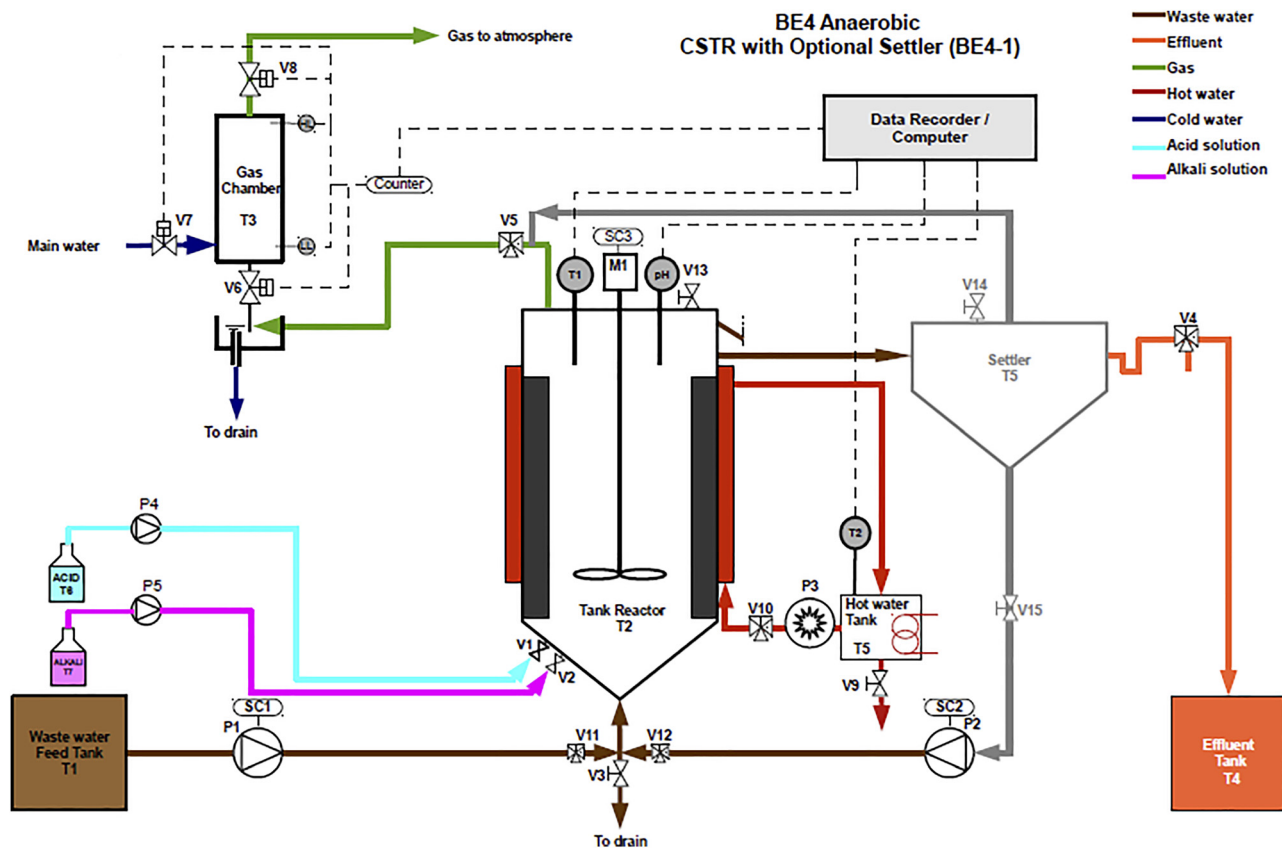 BE4 Anaerobic
CSTR with Optional Settler (BE4-1)
Waste water
Effluent
Gas
Hot water
Cold water
Acid solution
Alkali solution
Gas to atmosphere
V8
HL
Gas
Chamber
T3
LL
V7
Main water
V6
To drain
Counter
Data Recorder /
Computer
V5
SC3
M1
T1
pH
V13
V14
V4
Settler
T5
Tank Reactor
T2
T2
P3
V10
Hot water
Tank
T5
V9
V15
P4
ACID
T6
P5
ALKALI
T7
V1
V2
Waste water
Feed Tank
T1
SC1
P1
V11
V12
V3
To drain
SC2
P2
Effluent
Tank
T4